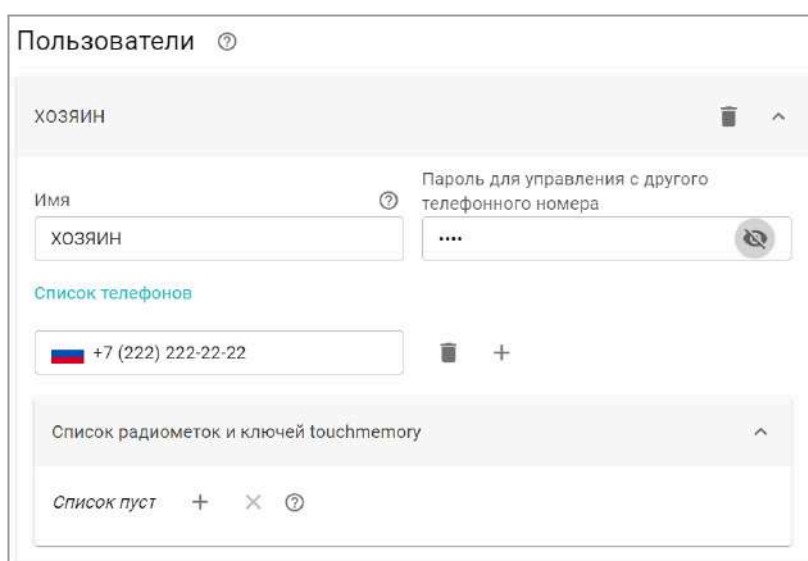 Пользователи
ХОЗЯИН
Имя
Пароль для управления с другого
телефонного номера
ХОЗЯИН
••••
Список телефонов
+7 (222) 222-22-22
Список радиометок и ключей touchmemory
Список пуст